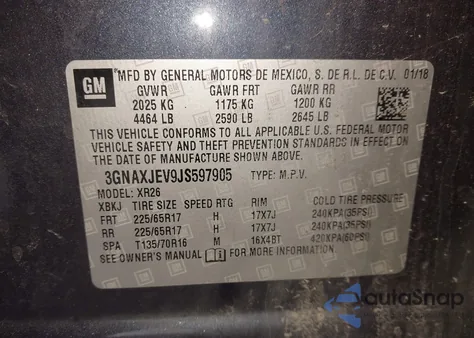 GM
*MFD BY GENERAL MOTORS DE MEXICO, S. DE R.L. DE C.V. 01/18
GVWR GAWR FRT GAWR RR
2025 KG 1175 KG 1200 KG
4464 LB 2590 LB 2645 LB
THIS VEHICLE CONFORMS TO ALL APPLICABLE U.S. FEDERAL MOTOR
VEHICLE SAFETY AND THEFT PREVENTION STANDARDS IN EFFECT
ON THE DATE OF MANUFACTURE SHOWN ABOVE.
3GNAXJEV9JS597905 TYPE: M.P.V.
MODEL: XR26
XBKJ TIRE SIZE SPEED RTG RIM COLD TIRE PRESSURE
FRT 225/65R17 H 17X7J 240KPA(35PSI)
RR 225/65R17 H 17X7J 240KPA(35PSI)
SPA T135/70R16 M 16X4BT 420KPA(60PSI)
SEE OWNER'S MANUAL FOR MORE INFORMATION.
AutaSnap